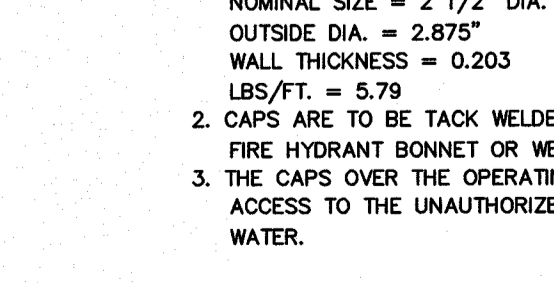 NOMINAL SIZE = 2 1/2" DIA.
OUTSIDE DIA. = 2.875"
WALL THICKNESS = 0.203
LBS/FT. = 5.79
2. CAPS ARE TO BE TACK WELDE
FIRE HYDRANT BONNET OR WE
3. THE CAPS OVER THE OPERATIN
ACCESS TO THE UNAUTHORIZE
WATER.